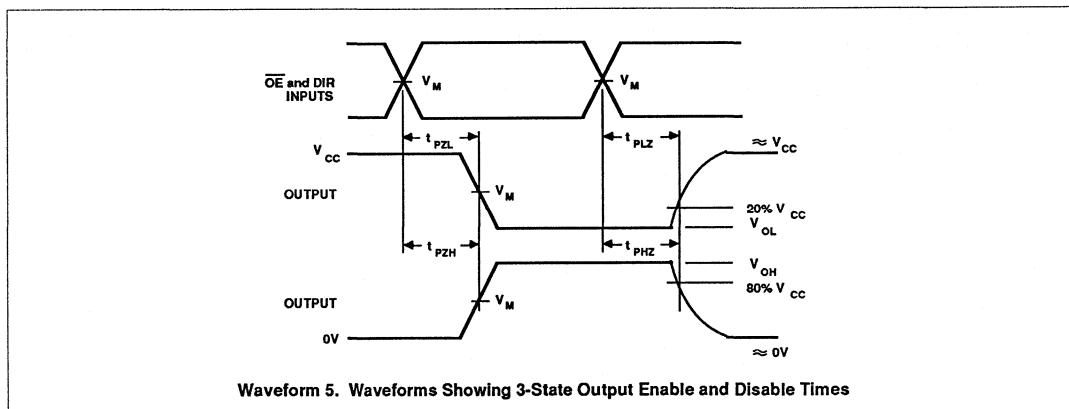 OE and DIR
INPUTS
V M
V M
t PZL
t PLZ
≈ V CC
V CC
OUTPUT
V M
20% V CC
V OL
t PZH
t PHZ
V OH
80% V CC
OUTPUT
V M
0V
≈ 0V
Waveform 5. Waveforms Showing 3-State Output Enable and Disable Times